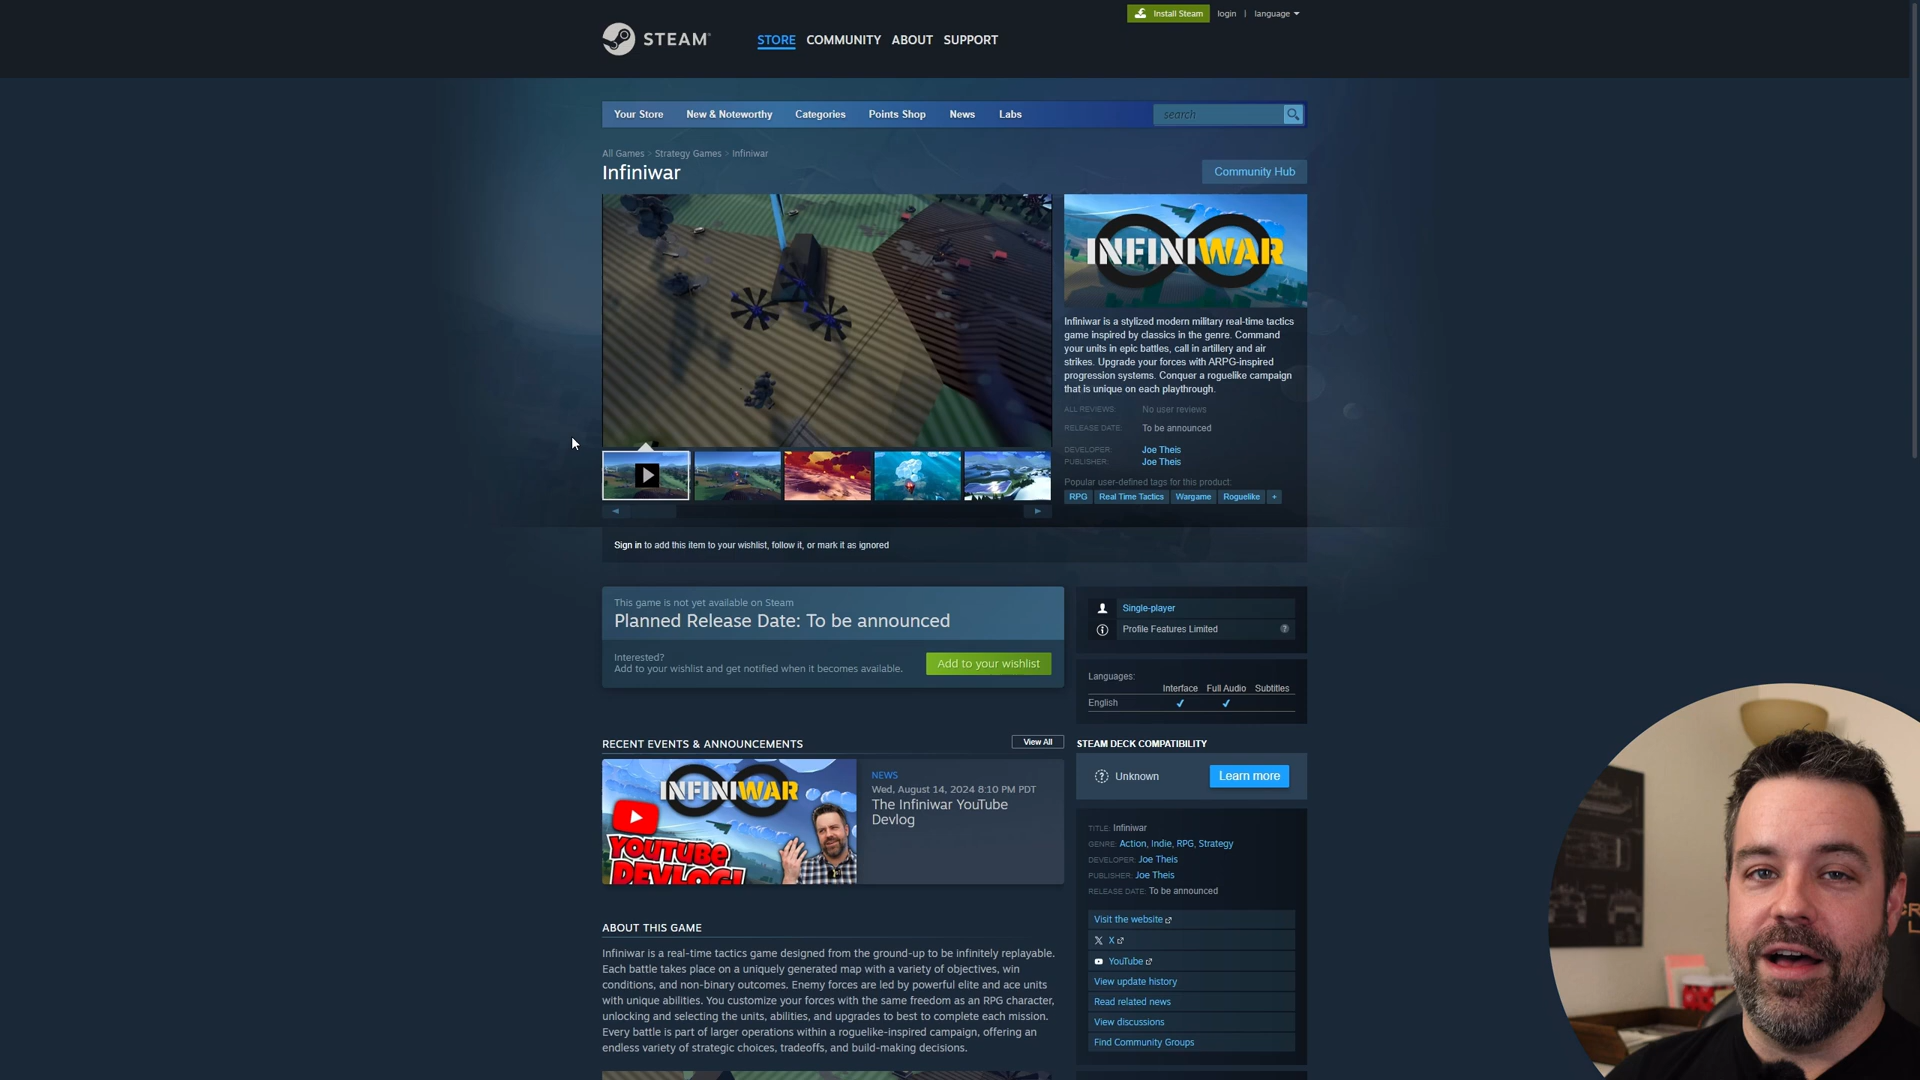 Install Steam
login
language
STEAM
STORE
COMMUNITY
ABOUT
SUPPORT
Your Store
New & Noteworthy
Categories
Points Shop
News
Labs
search
All Games > Strategy Games > Infiniwar
Infiniwar
Community Hub
INFINIWAR
Infiniwar is a stylized modern military real-time tactics
game inspired by classics in the genre. Command
your units in epic battles, call in artillery and air
strikes. Upgrade your forces with ARPG-inspired
progression systems. Conquer a roguelike campaign
that is unique on each playthrough.
ALL REVIEWS: No user reviews
RELEASE DATE: To be announced
DEVELOPER: Joe Theis
PUBLISHER: Joe Theis
Popular user-defined tags for this product:
RPG
Real Time Tactics
Wargame
Roguelike
+
Sign in to add this item to your wishlist, follow it, or mark it as ignored
This game is not yet available on Steam
Planned Release Date: To be announced
Interested?
Add to your wishlist and get notified when it becomes available.
Add to your wishlist
Single-player
Profile Features Limited
?
Languages:
Interface Full Audio Subtitles
English ✔ ✔
RECENT EVENTS & ANNOUNCEMENTS
View All
INFINIWAR
YOUTUBE
DEVLOG!
NEWS
Wed, August 14, 2024 8:10 PM PDT
The Infiniwar YouTube
Devlog
STEAM DECK COMPATIBILITY
Unknown
Learn more
TITLE: Infiniwar
GENRE: Action, Indie, RPG, Strategy
DEVELOPER: Joe Theis
PUBLISHER: Joe Theis
RELEASE DATE: To be announced
Visit the website
X
YouTube
View update history
Read related news
View discussions
Find Community Groups
ABOUT THIS GAME
Infiniwar is a real-time tactics game designed from the ground-up to be infinitely replayable.
Each battle takes place on a uniquely generated map with a variety of objectives, win
conditions, and non-binary outcomes. Enemy forces are led by powerful elite and ace units
with unique abilities. You customize your forces with the same freedom as an RPG character,
unlocking and selecting the units, abilities, and upgrades to best to complete each mission.
Every battle is part of larger operations within a roguelike-inspired campaign, offering an
endless variety of strategic choices, tradeoffs, and build-making decisions.